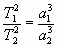 T₁²/T₂² = a₁³/a₂³